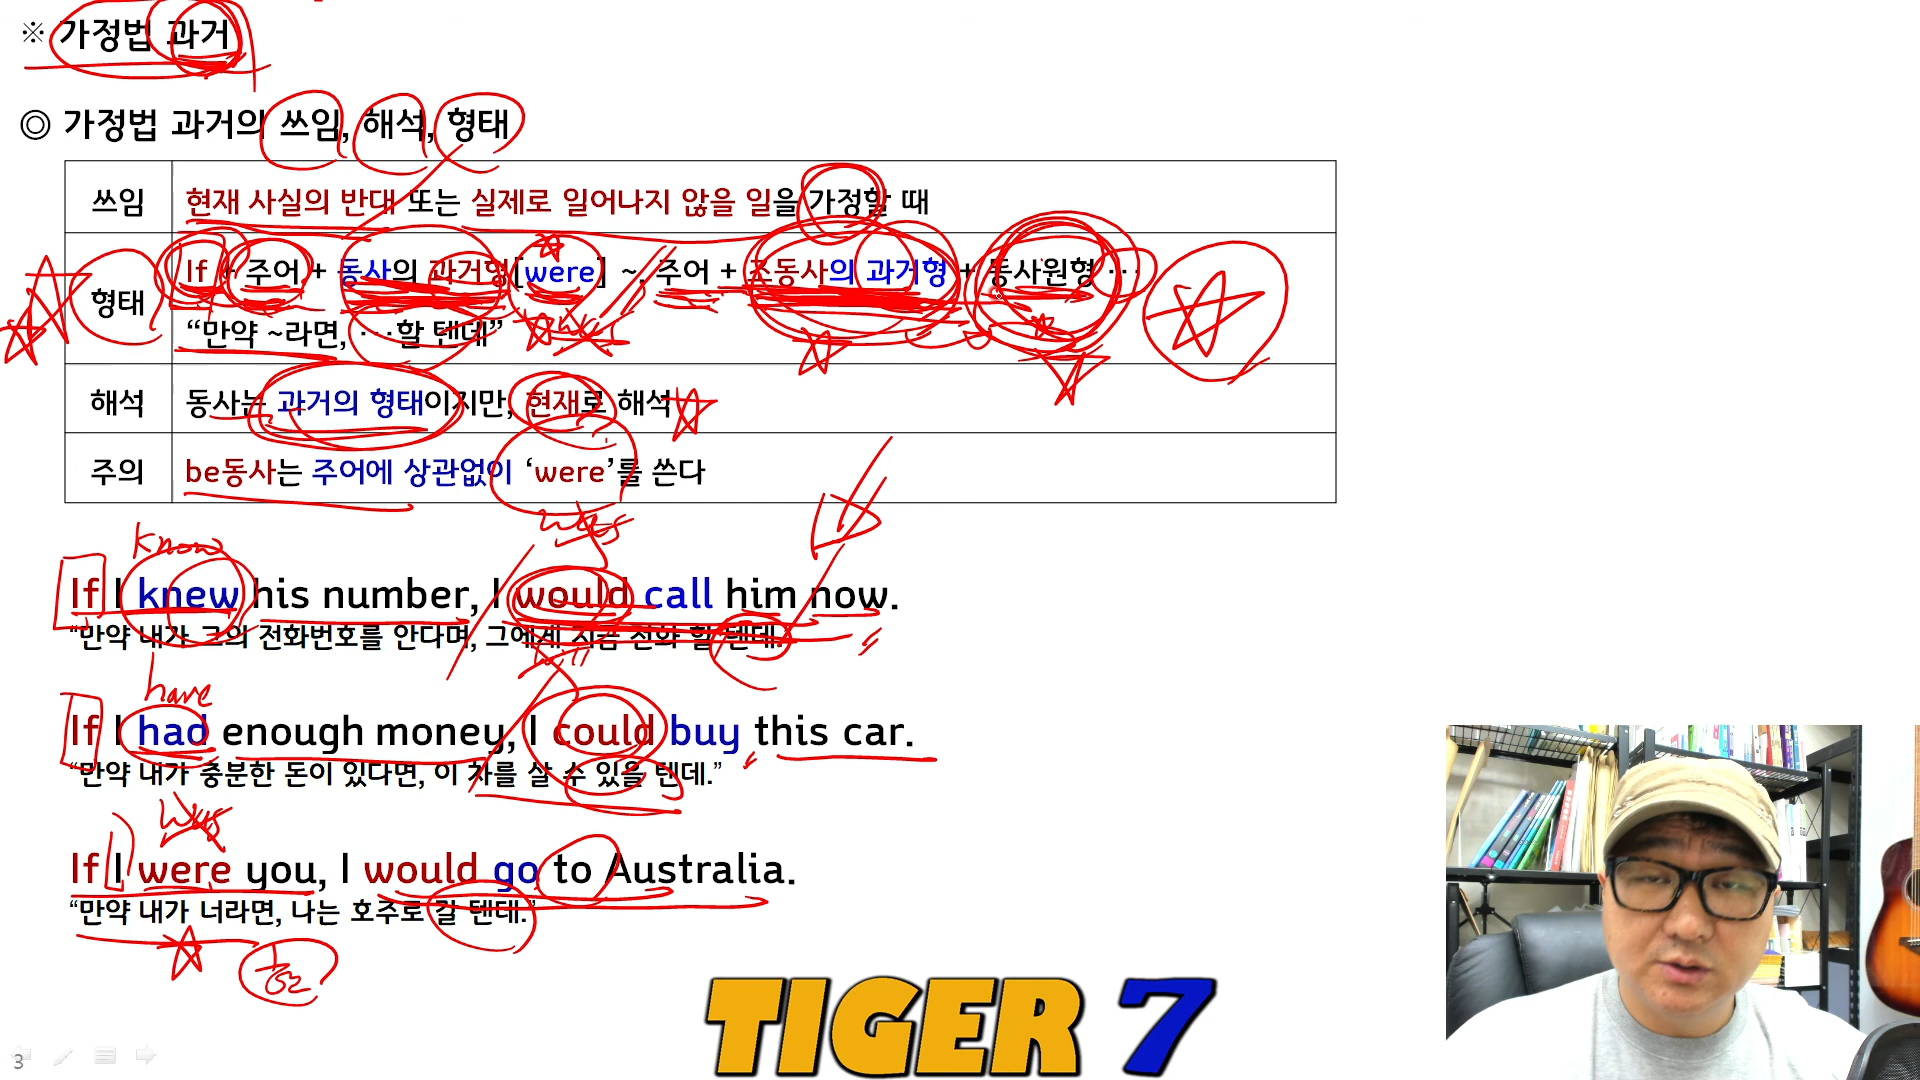 ※ 가정법 과거
◎ 가정법 과거의 쓰임, 해석, 형태
쓰임 현재 사실의 반대 또는 실제로 일어나지 않을 일을 가정할 때
형태 If + 주어 + 동사의 과거형[were] ~, 주어 + 조동사의 과거형 + 동사원형 …
“만약 ~라면, …할 텐데”
was
해석 동사는 과거의 형태이지만, 현재로 해석
주의 be동사는 주어에 상관없이 ‘were’를 쓴다
was
know
If I knew his number, I would call him now.
“만약 내가 그의 전화번호를 안다며, 그에게 지금 전화 할 텐데.”
have
If I had enough money, I could buy this car.
“만약 내가 충분한 돈이 있다면, 이 차를 살 수 있을 텐데.”
was
If I were you, I would go to Australia.
“만약 내가 너라면, 나는 호주로 갈 텐데.”
TIGER 7
3